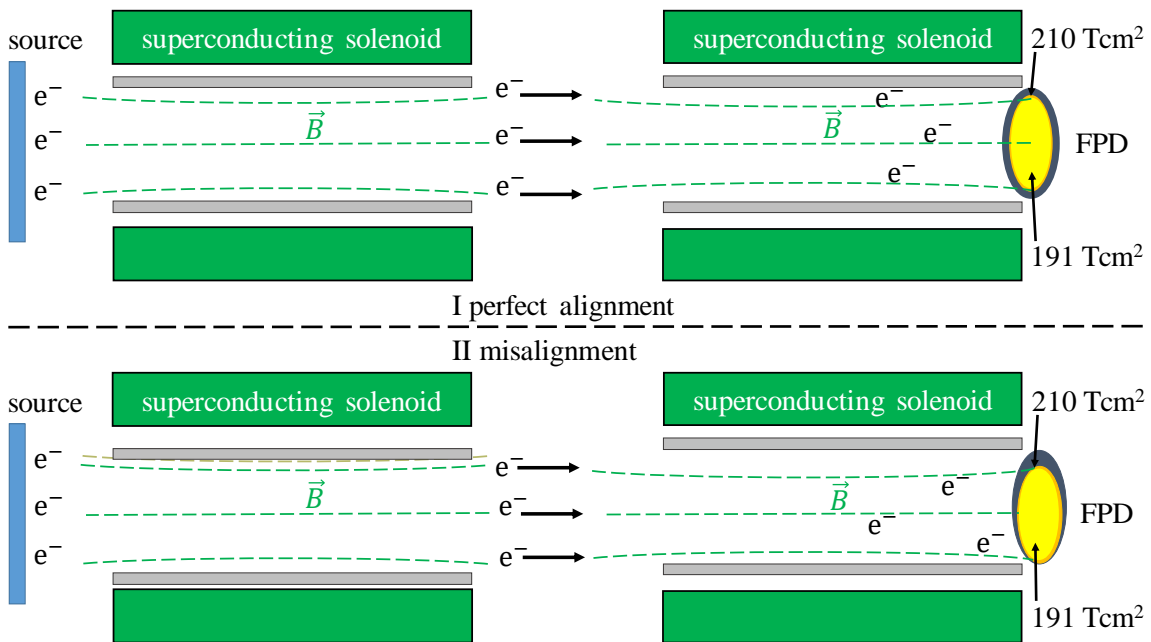 superconducting solenoid
superconducting solenoid
210 Tcm²
source
e⁻
e⁻
e⁻
e⁻
B⃗
B⃗
e⁻
e⁻
e⁻
FPD
e⁻
e⁻
e⁻
191 Tcm²
I perfect alignment
II misalignment
superconducting solenoid
superconducting solenoid
210 Tcm²
source
e⁻
e⁻
e⁻
B⃗
B⃗
e⁻
e⁻
e⁻
FPD
e⁻
e⁻
e⁻
e⁻
191 Tcm²